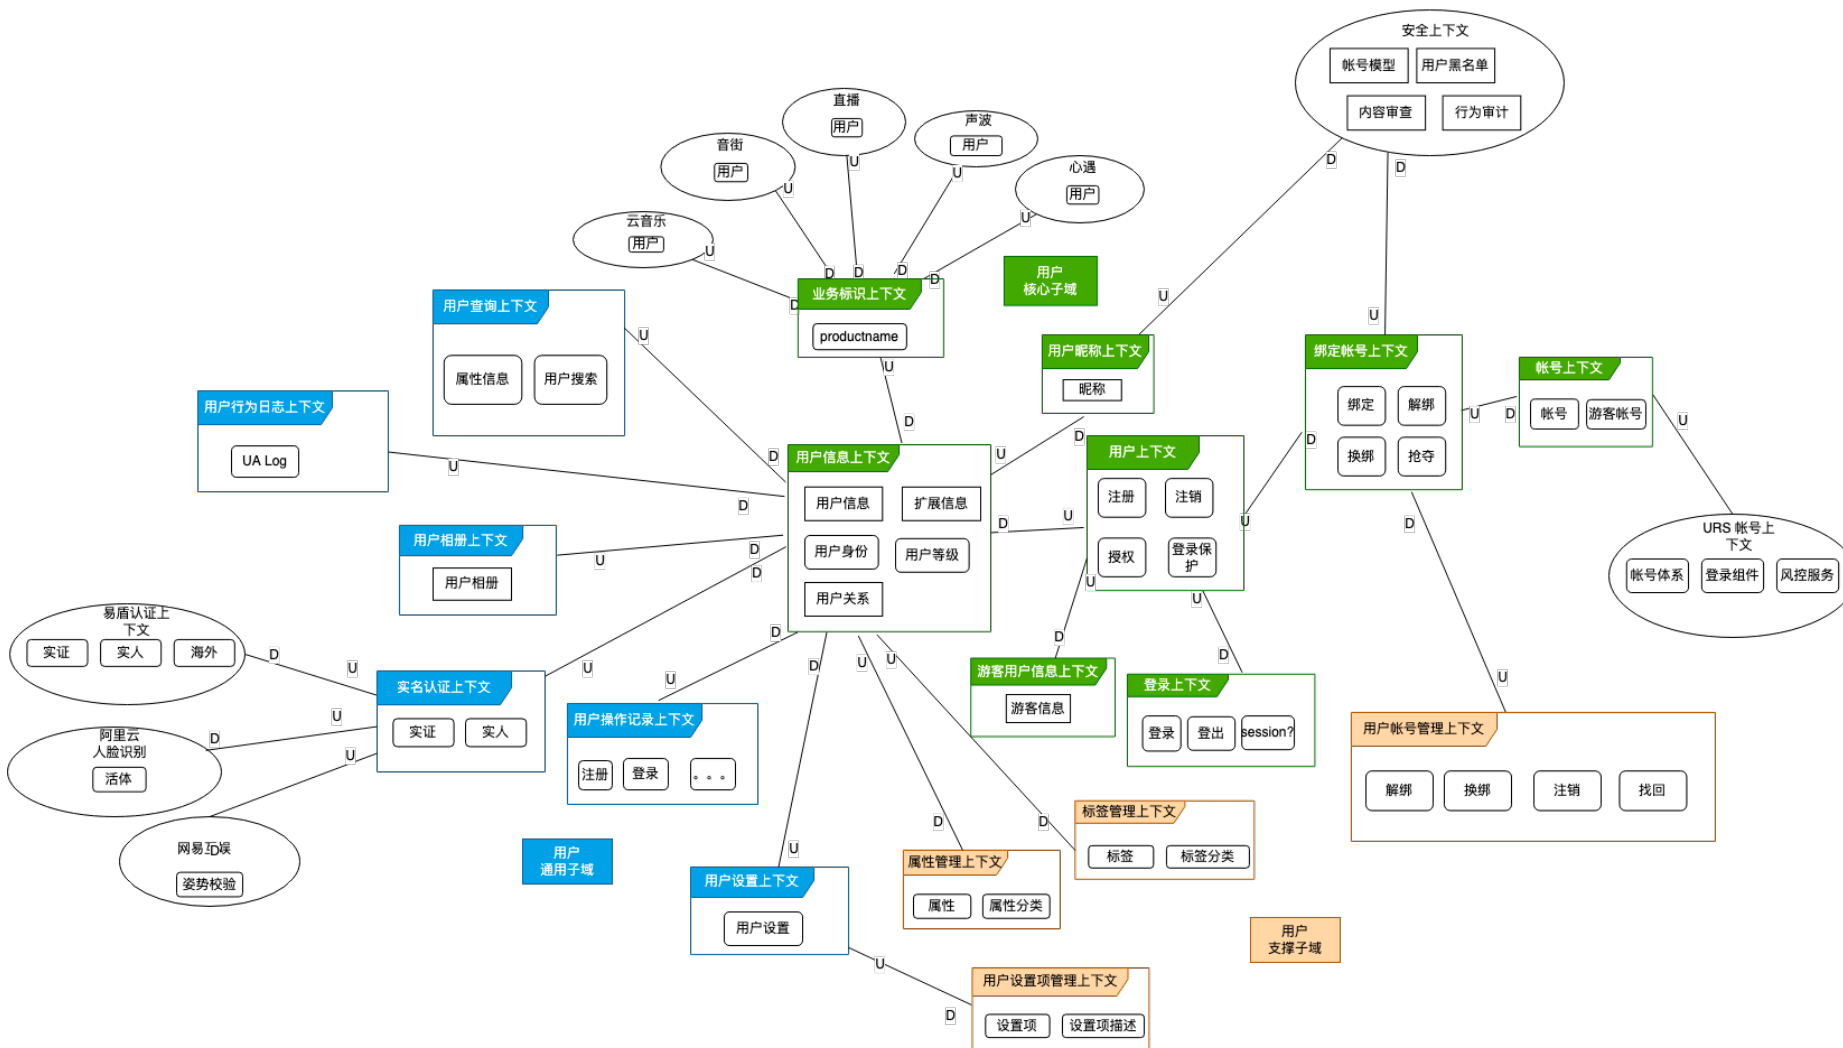 安全上下文
帐号模型
用户黑名单
内容审查
行为审计
D
D
直播
用户
U
声波
用户
U
音街
用户
U
心遇
用户
U
云音乐
用户
U
D
D
D
D
D
用户
核心子域
业务标识上下文
productname
U
D
用户查询上下文
属性信息
用户搜索
U
D
用户行为日志上下文
UA Log
U
D
用户昵称上下文
昵称
U
D
U
绑定帐号上下文
绑定
解绑
换绑
抢夺
U
U
D
D
帐号上下文
帐号
游客帐号
D
U
URS 帐号上
下文
帐号体系
登录组件
风控服务
用户信息上下文
用户信息
扩展信息
用户身份
用户等级
用户关系
D
U
用户上下文
注册
注销
授权
登录保
护
U
U
U
用户相册上下文
用户相册
U
D
D
易盾认证上
下文
实证
实人
海外
D
U
阿里云
人脸识别
活体
D
U
网易互娱
D
姿势校验
U
实名认证上下文
实证
实人
U
用户操作记录上下文
注册
登录
。。。
U
D
D
U
U
游客用户信息上下文
游客信息
D
登录上下文
登录
登出
session?
D
用户帐号管理上下文
解绑
换绑
注销
找回
U
用户
通用子域
用户设置上下文
用户设置
U
U
属性管理上下文
属性
属性分类
D
标签管理上下文
标签
标签分类
D
用户
支撑子域
用户设置项管理上下文
设置项
设置项描述
D